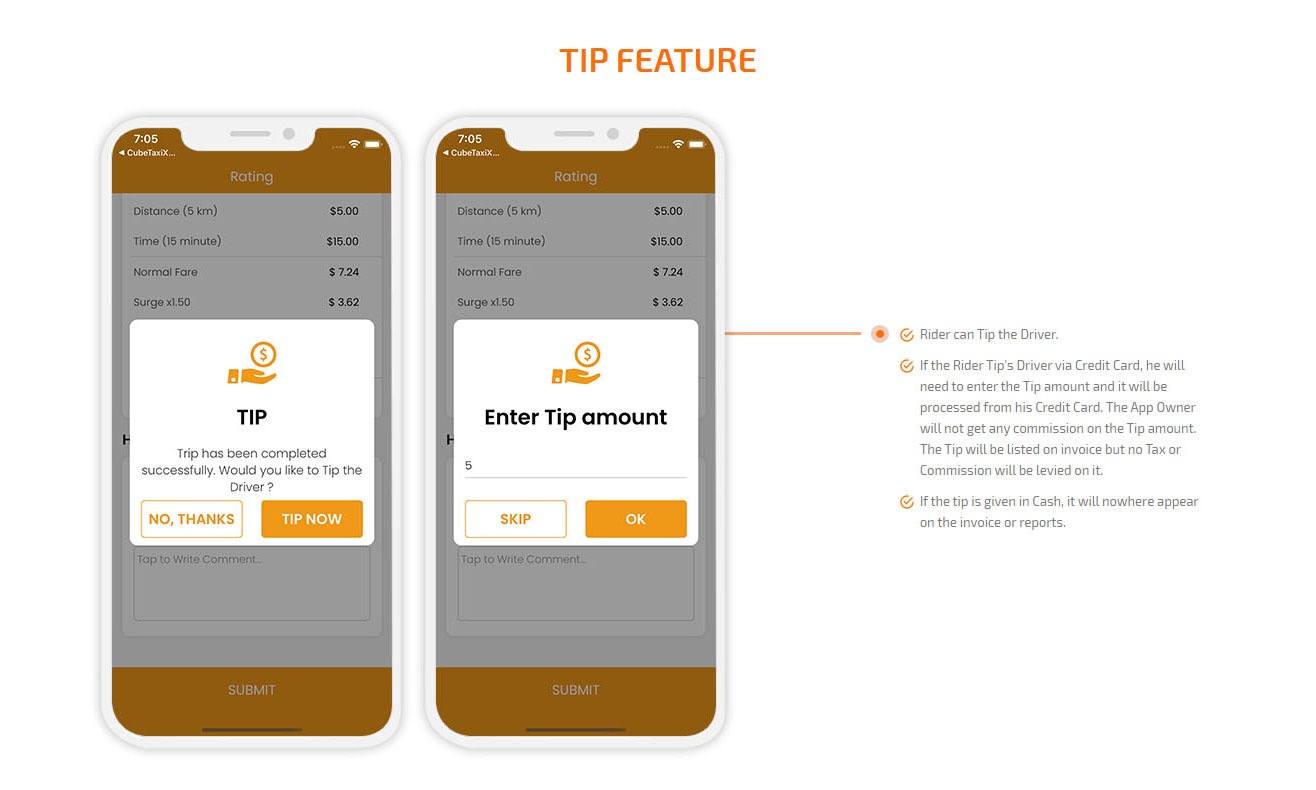 TIP FEATURE
7:05
◄ CubeTaxiX...
Rating
Distance (5 km) $5.00
Time (15 minute) $15.00
Normal Fare $ 7.24
Surge x1.50 $ 3.62
TIP
Trip has been completed
successfully. Would you like to Tip the
Driver ?
NO, THANKS TIP NOW
Tap to Write Comment...
SUBMIT
7:05
◄ CubeTaxiX...
Rating
Distance (5 km) $5.00
Time (15 minute) $15.00
Normal Fare $ 7.24
Surge x1.50 $ 3.62
Enter Tip amount
5
SKIP OK
Tap to Write Comment...
SUBMIT
Rider can Tip the Driver.
If the Rider Tip's Driver via Credit Card, he will
need to enter the Tip amount and it will be
processed from his Credit Card. The App Owner
will not get any commission on the Tip amount.
The Tip will be listed on invoice but no Tax or
Commission will be levied on it.
If the tip is given in Cash, it will nowhere appear
on the invoice or reports.